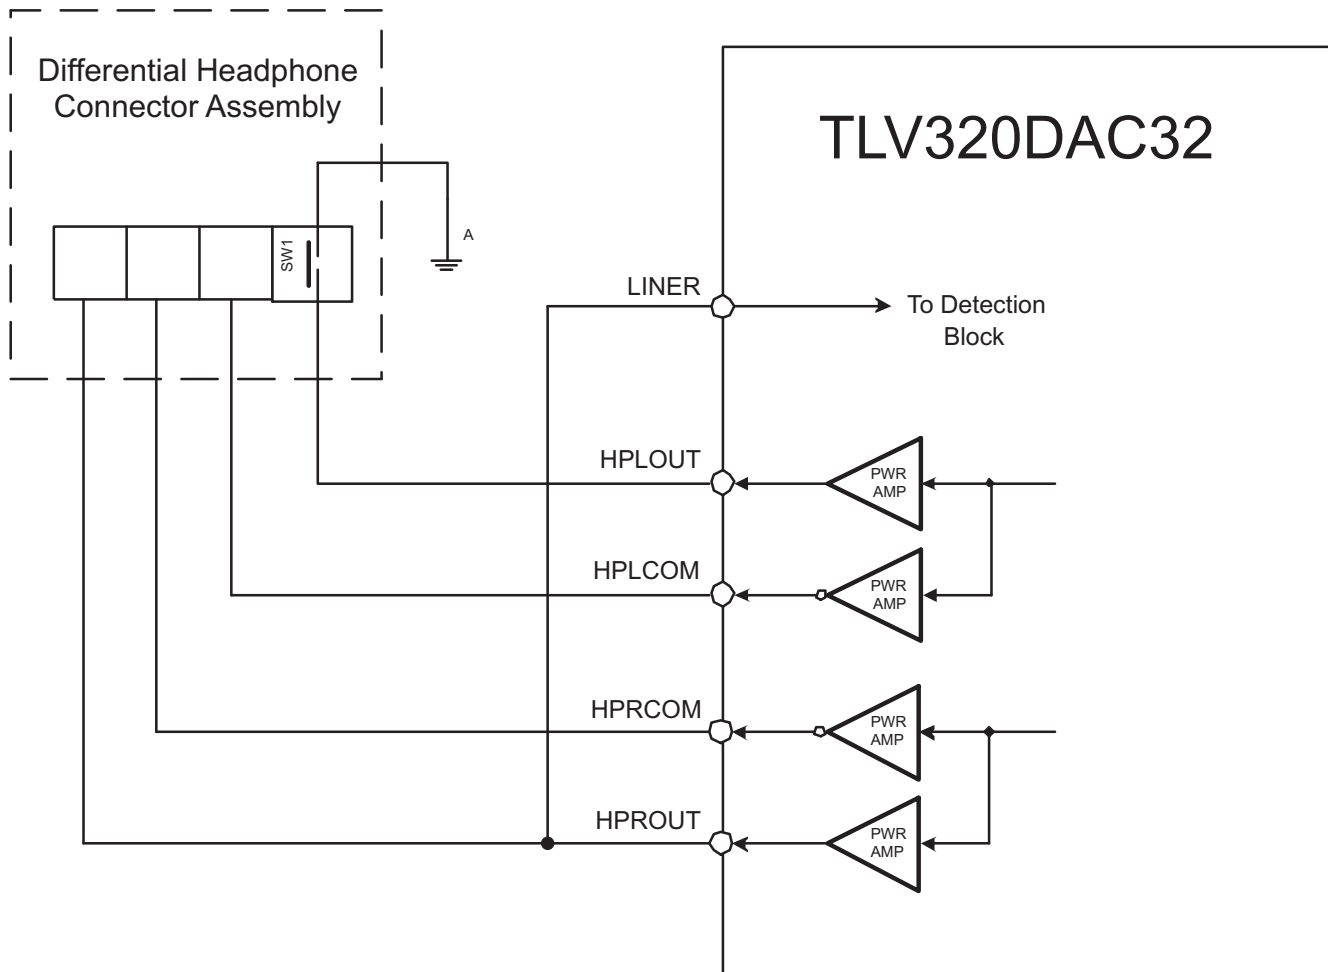 Differential Headphone
Connector Assembly
TLV320DAC32
SW1
A
LINER
To Detection
Block
HPLOUT
PWR
AMP
HPLCOM
PWR
AMP
HPRCOM
PWR
AMP
HPROUT
PWR
AMP